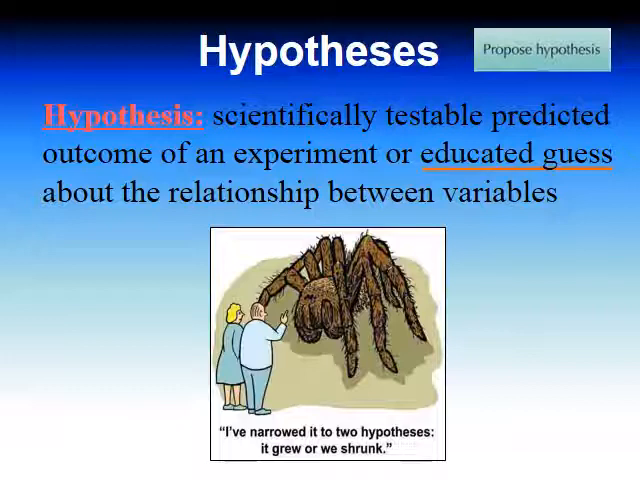 Hypotheses
Propose hypothesis
Hypothesis: scientifically testable predicted
outcome of an experiment or educated guess
about the relationship between variables
“I’ve narrowed it to two hypotheses:
it grew or we shrunk.”